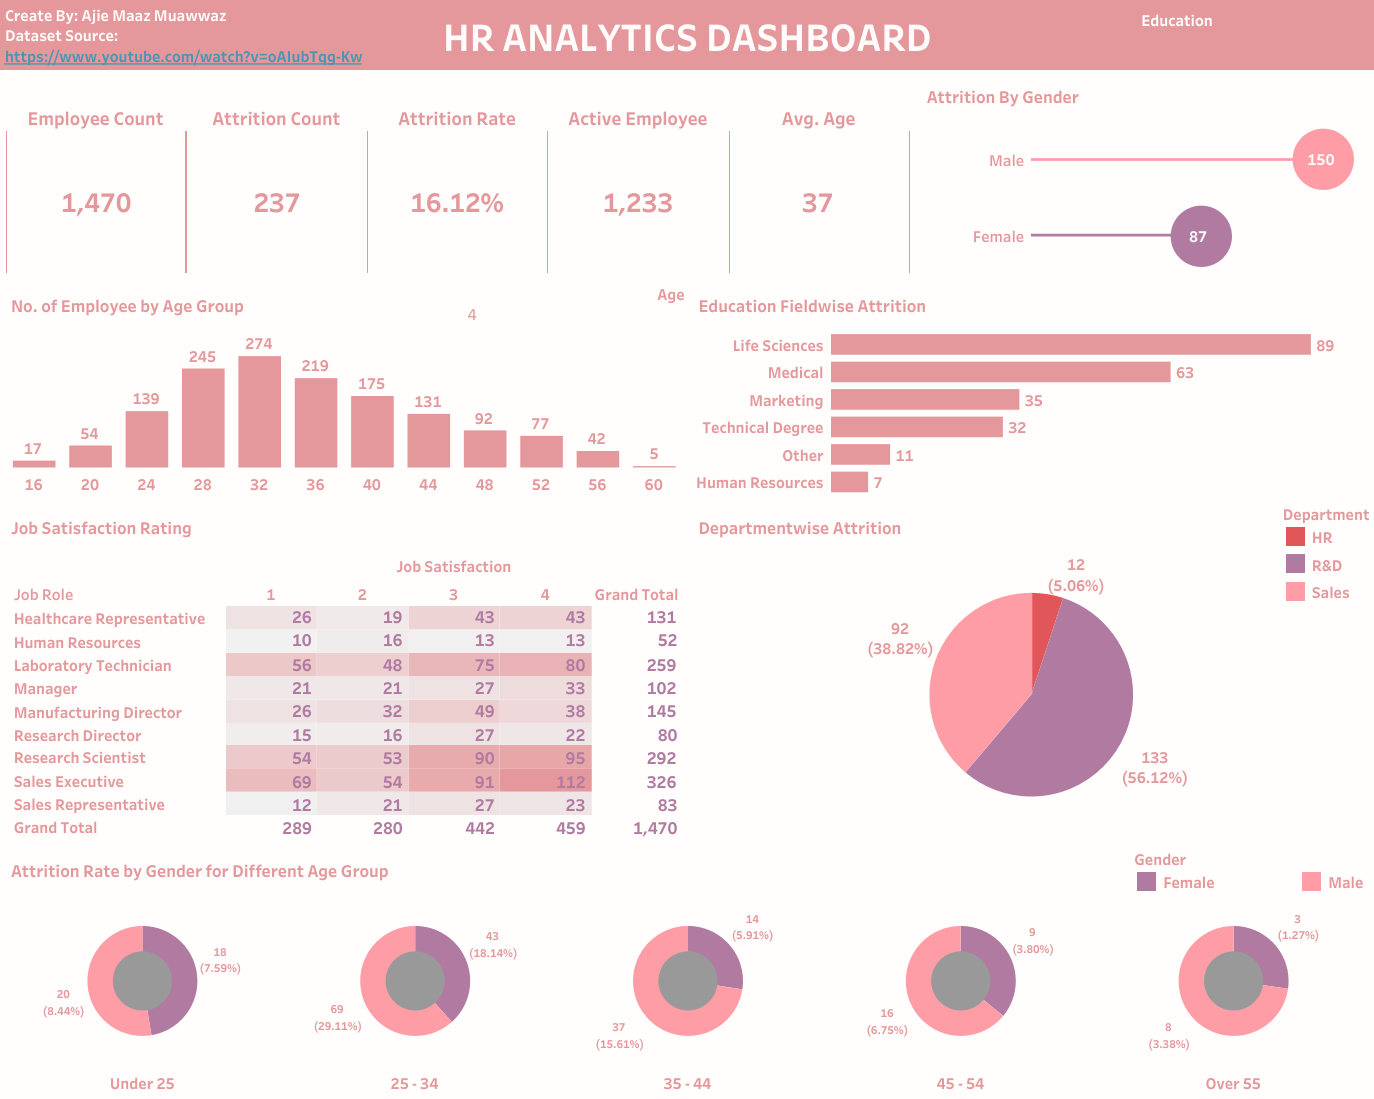 Create By: Ajie Maaz Muawwaz
Dataset Source:
https://www.youtube.com/watch?v=oAIubTqg-Kw
HR ANALYTICS DASHBOARD
Education
Employee Count
Attrition Count
Attrition Rate
Active Employee
Avg. Age
1,470
237
16.12%
1,233
37
Attrition By Gender
Male
150
Female
87
No. of Employee by Age Group
Age
4
17
54
139
245
274
219
175
131
92
77
42
5
16
20
24
28
32
36
40
44
48
52
56
60
Education Fieldwise Attrition
Life Sciences 89
Medical 63
Marketing 35
Technical Degree 32
Other 11
Human Resources 7
Job Satisfaction Rating
Job Satisfaction
Job Role 1 2 3 4 Grand Total
Healthcare Representative 26 19 43 43 131
Human Resources 10 16 13 13 52
Laboratory Technician 56 48 75 80 259
Manager 21 21 27 33 102
Manufacturing Director 26 32 49 38 145
Research Director 15 16 27 22 80
Research Scientist 54 53 90 95 292
Sales Executive 69 54 91 112 326
Sales Representative 12 21 27 23 83
Grand Total 289 280 442 459 1,470
Departmentwise Attrition
Department
HR
R&D
Sales
12
(5.06%)
92
(38.82%)
133
(56.12%)
Attrition Rate by Gender for Different Age Group
Gender
Female
Male
18
(7.59%)
20
(8.44%)
Under 25
43
(18.14%)
69
(29.11%)
25 - 34
14
(5.91%)
37
(15.61%)
35 - 44
9
(3.80%)
16
(6.75%)
45 - 54
3
(1.27%)
8
(3.38%)
Over 55